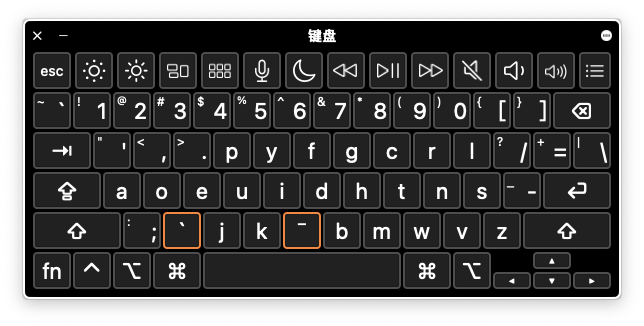 键盘
esc
~ ` ! 1 @ 2 # 3 $ 4 % 5 ^ 6 & 7 * 8 ( 9 ) 0 { [ } ]
" ' < , > . p y f g c r l ? / + = | \
a o e u i d h t n s – -
: ; ` j k ¯ b m w v z
fn ^ ⌥ ⌘ ⌘ ⌥